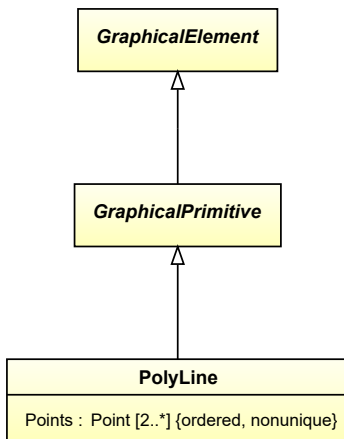 GraphicalElement
GraphicalPrimitive
PolyLine
Points : Point [2..*] {ordered, nonunique}